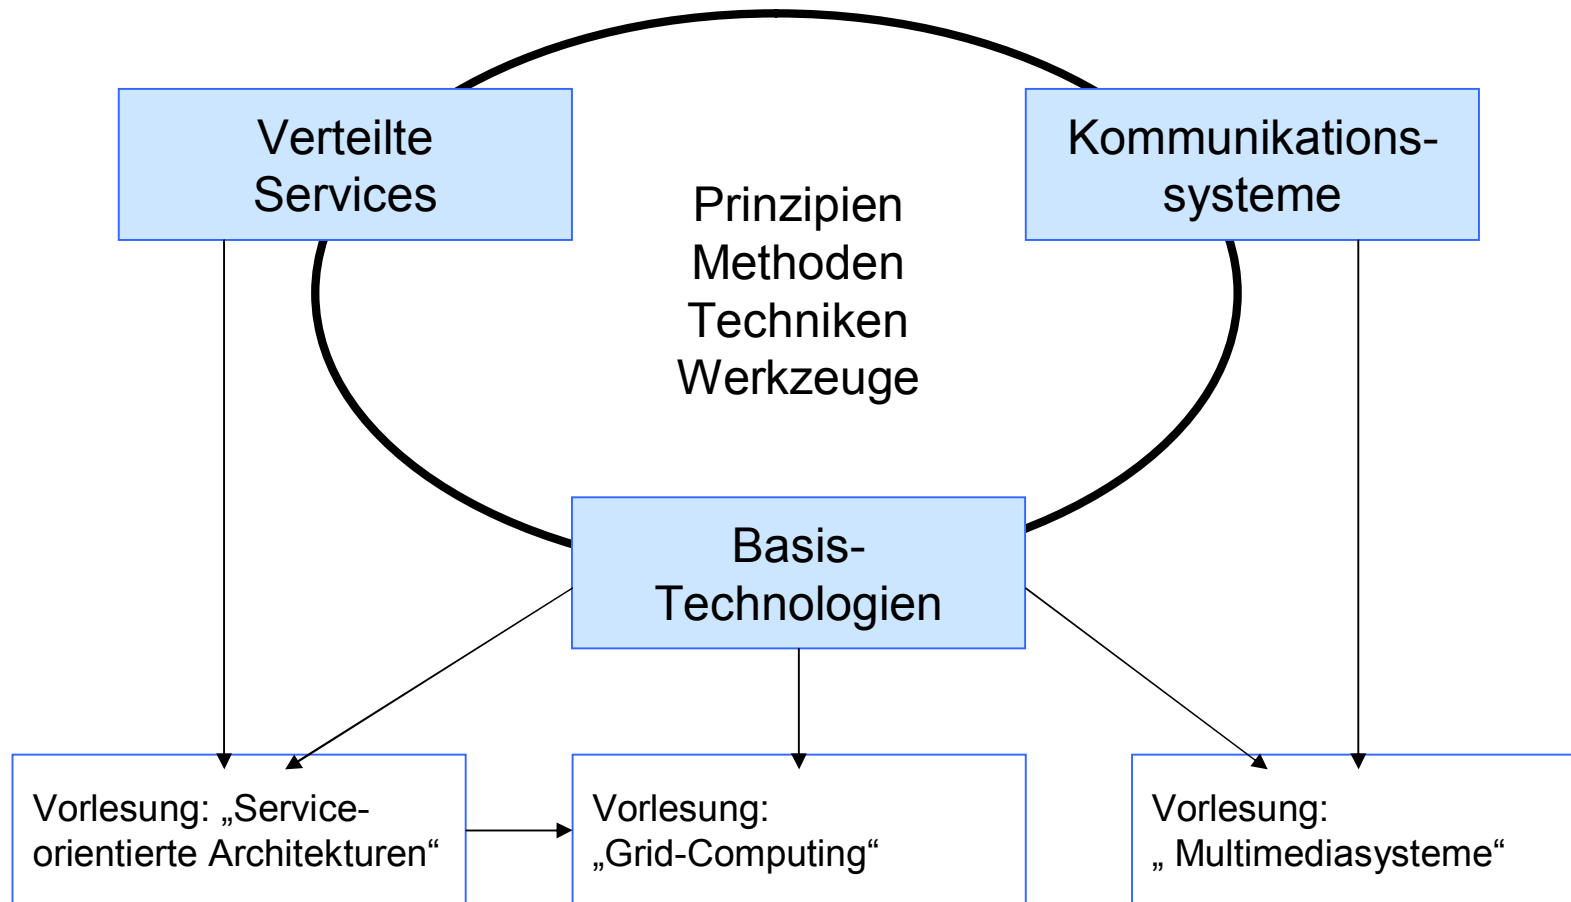 Verteilte
Services
Kommunikations-
systeme
Prinzipien
Methoden
Techniken
Werkzeuge
Basis-
Technologien
Vorlesung: „Service-
orientierte Architekturen“
Vorlesung:
„Grid-Computing“
Vorlesung:
„ Multimediasysteme“